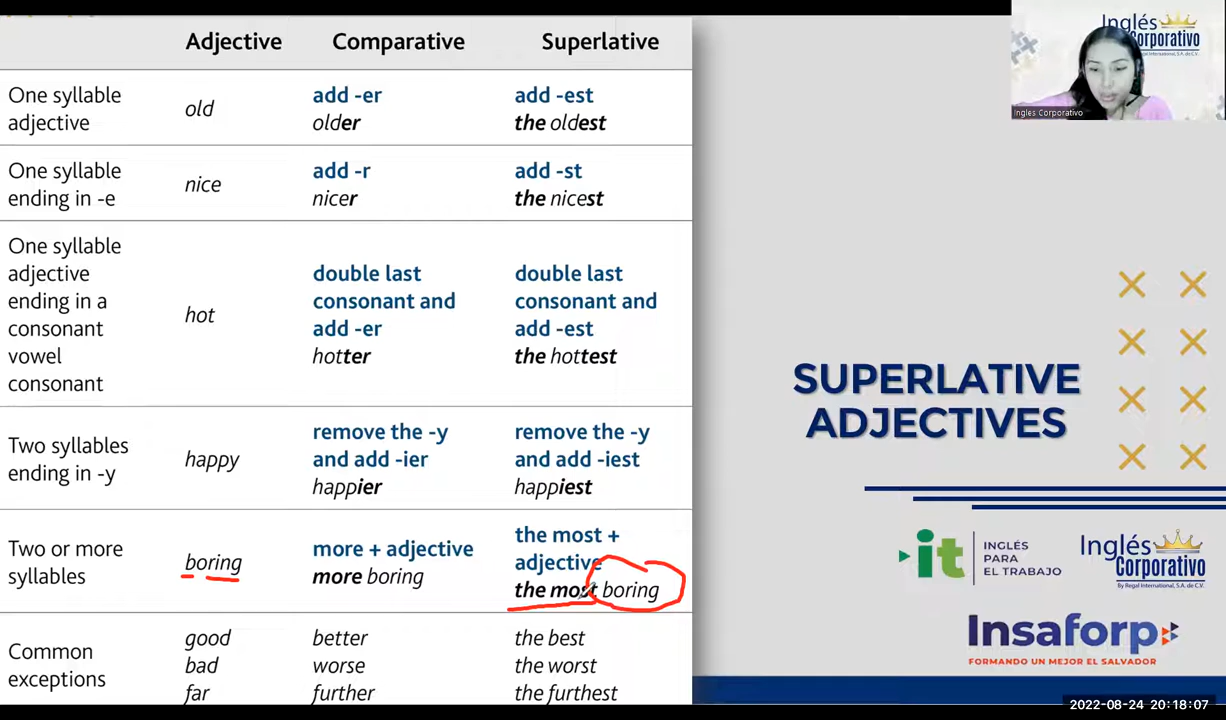 Adjective Comparative Superlative
One syllable
adjective
old
add -er
older
add -est
the oldest
One syllable
ending in -e
nice
add -r
nicer
add -st
the nicest
One syllable
adjective
ending in a
consonant
vowel
consonant
hot
double last
consonant and
add -er
hotter
double last
consonant and
add -est
the hottest
Two syllables
ending in -y
happy
remove the -y
and add -ier
happier
remove the -y
and add -iest
happiest
Two or more
syllables
boring
more + adjective
more boring
the most +
adjective
the most boring
Common
exceptions
good
bad
far
better
worse
further
the best
the worst
the furthest
Inglés
Corporativo
Ingles Corporativo
SUPERLATIVE
ADJECTIVES
it
INGLÉS
PARA
EL TRABAJO
Inglés
Corporativo
By Regal International, S.A. de C.V.
Insaforp
FORMANDO UN MEJOR EL SALVADOR
2022-08-24 20:18:07